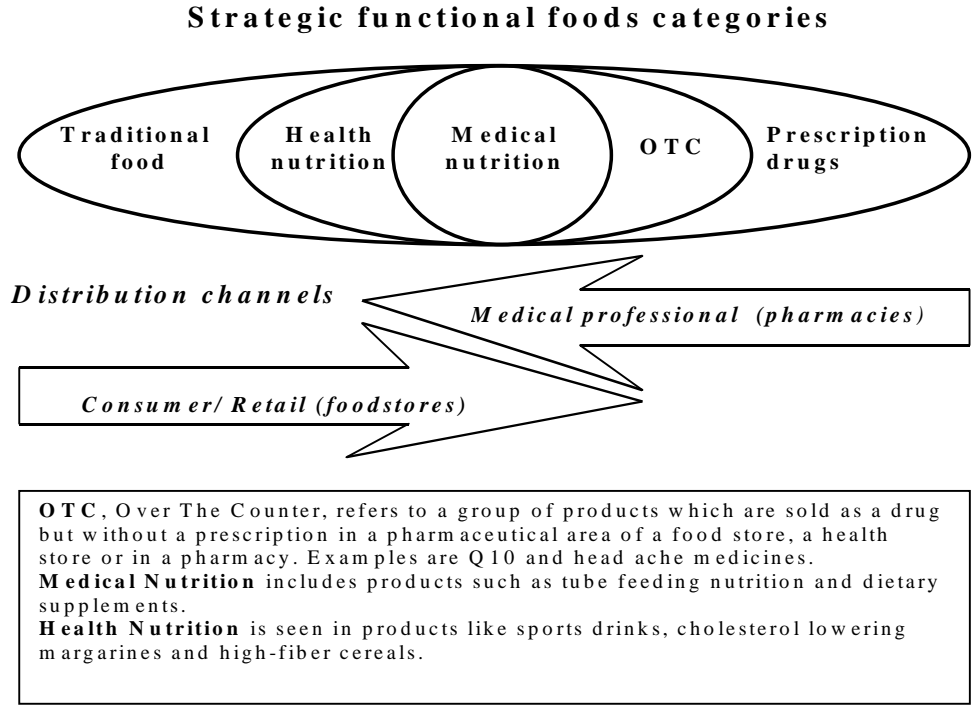 Strategic functional foods categories
Traditional
food
Health
nutrition
Medical
nutrition
OTC
Prescription
drugs
Distribution channels
Medical professional (pharmacies)
Consumer/ Retail (foodstores)
OTC, Over The Counter, refers to a group of products which are sold as a drug
but without a prescription in a pharmaceutical area of a food store, a health
store or in a pharmacy. Examples are Q10 and head ache medicines.
Medical Nutrition includes products such as tube feeding nutrition and dietary
supplements.
Health Nutrition is seen in products like sports drinks, cholesterol lowering
margarines and high-fiber cereals.